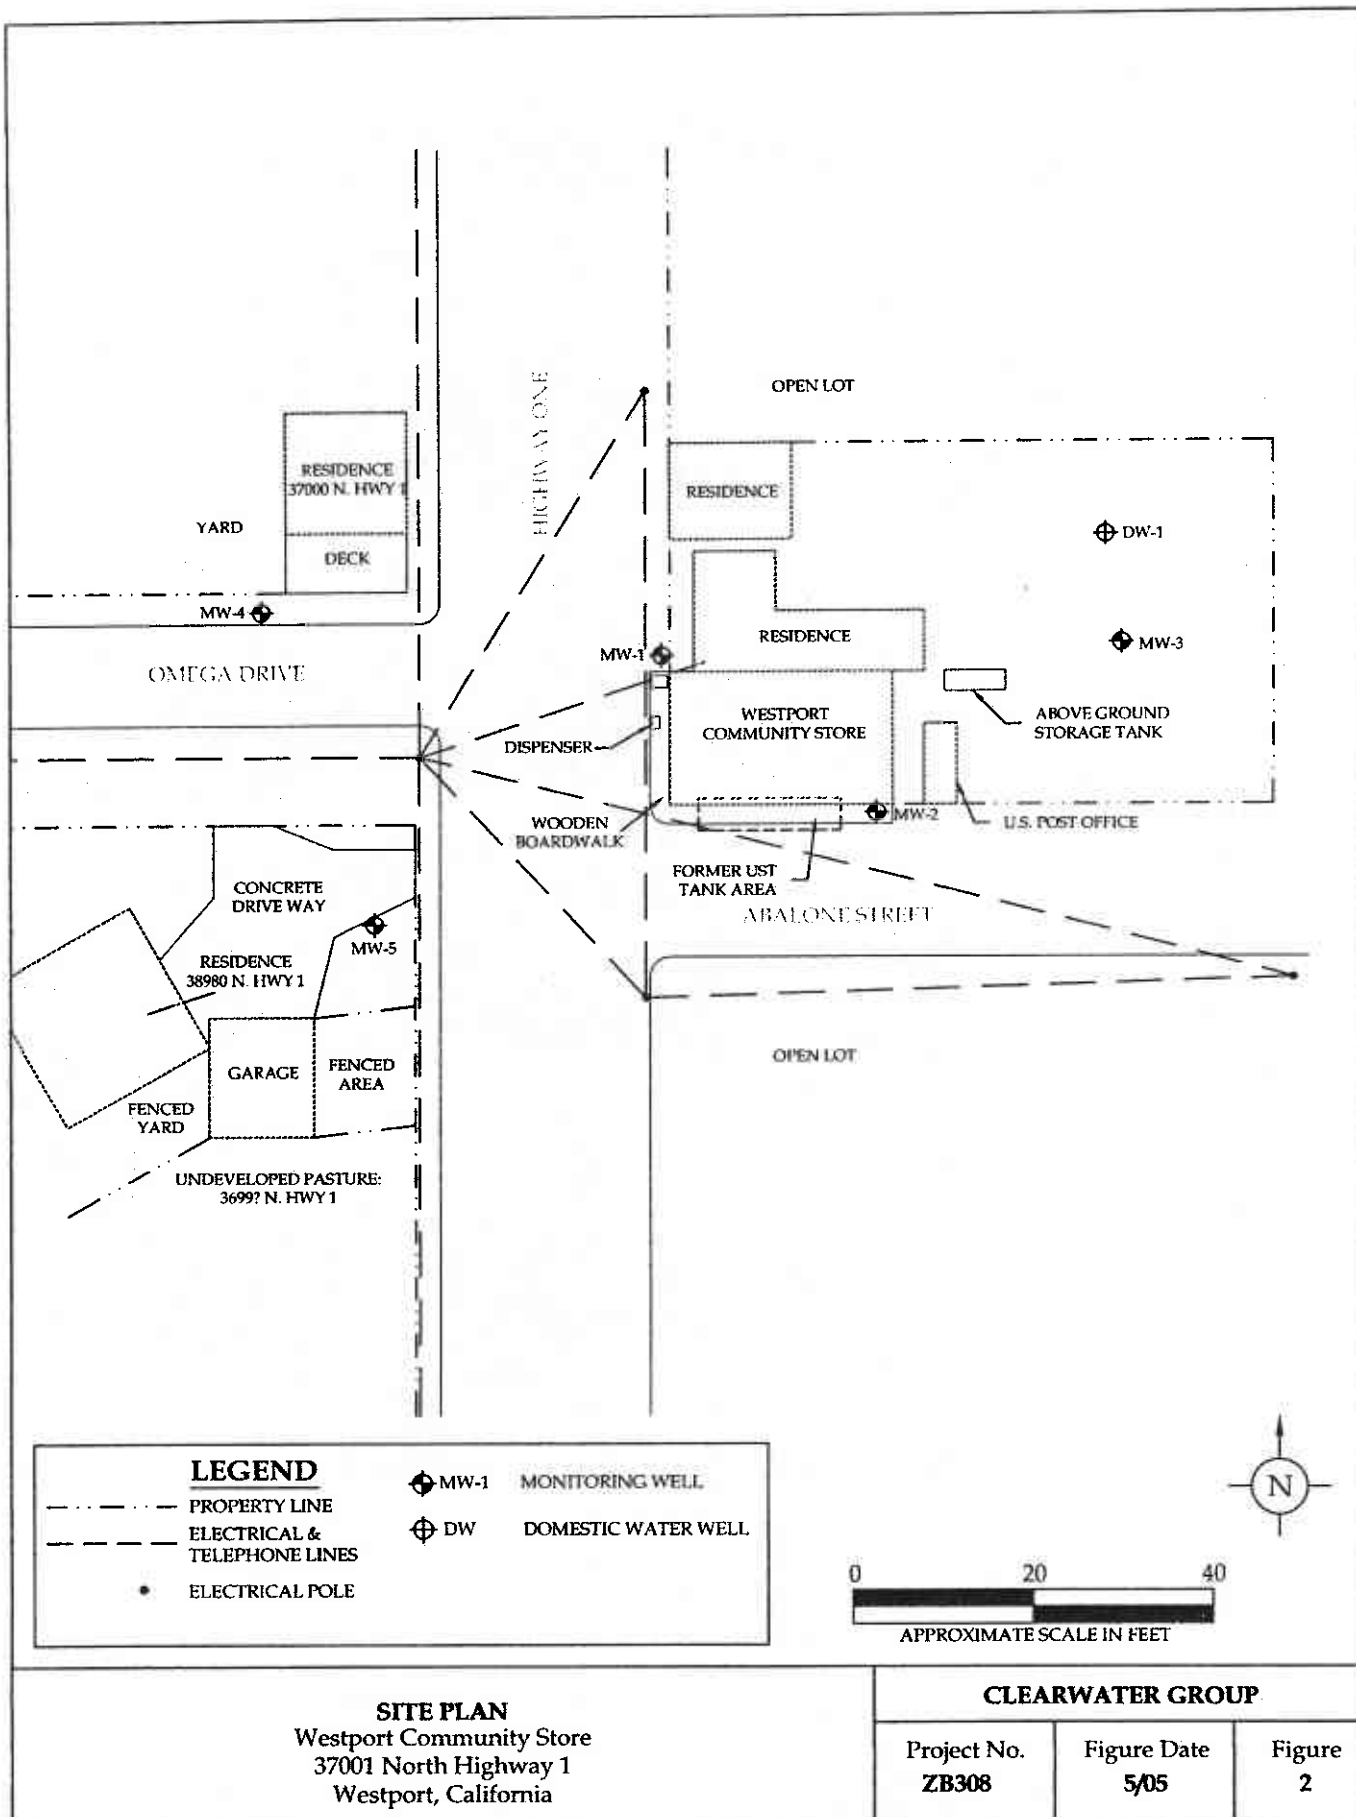 OPEN LOT
HIGHWAY ONE
RESIDENCE
37000 N. HWY 1
RESIDENCE
YARD
DW-1
DECK
MW-4
RESIDENCE
MW-1
MW-3
OMEGA DRIVE
WESTPORT
COMMUNITY STORE
ABOVE GROUND
STORAGE TANK
DISPENSER
WOODEN
BOARDWALK
MW-2
U.S. POST OFFICE
FORMER UST
TANK AREA
CONCRETE
DRIVE WAY
ABALONE STREET
MW-5
RESIDENCE
38980 N. HWY 1
OPEN LOT
GARAGE
FENCED
AREA
FENCED
YARD
UNDEVELOPED PASTURE:
3699? N. HWY 1
LEGEND
PROPERTY LINE
ELECTRICAL &
TELEPHONE LINES
ELECTRICAL POLE
MW-1 MONITORING WELL
DW DOMESTIC WATER WELL
N
0 20 40
APPROXIMATE SCALE IN FEET
SITE PLAN
Westport Community Store
37001 North Highway 1
Westport, California
CLEARWATER GROUP
Project No.
ZB308
Figure Date
5/05
Figure
2